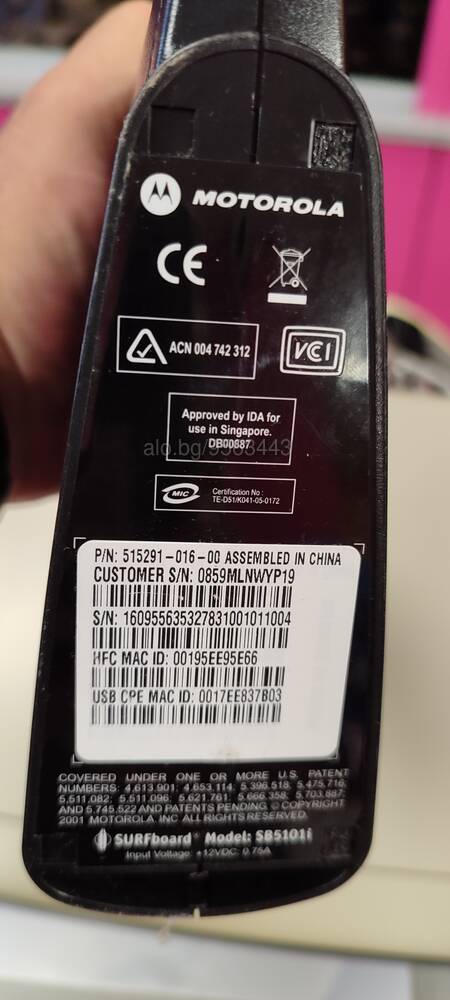 MOTOROLA
CE
ACN 004 742 312
VCI
Approved by IDA for
use in Singapore.
DB00887
alo.bg/9983443
MIC
Certification No :
TE-D51/K041-05-0172
P/N: 515291-016-00 ASSEMBLED IN CHINA
CUSTOMER S/N: 0859MLNWYP19
S/N: 160955635327831001011004
HFC MAC ID: 00195EE95E66
USB CPE MAC ID: 0017EE837B03
COVERED UNDER ONE OR MORE U.S. PATENT
NUMBERS: 4,613,901; 4,653,114; 5,396,518; 5,475,716;
5,511,082; 5,511,096; 5,621,761; 5,666,358; 5,703,887;
AND 5,745,522 AND PATENTS PENDING. © COPYRIGHT
2001 MOTOROLA, INC. ALL RIGHTS RESERVED.
SURFboard® Model: SB5101i
Input Voltage: +12VDC; 0.75A